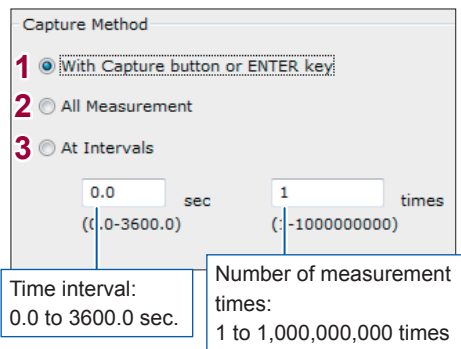 Capture Method
1 With Capture button or ENTER key
2 All Measurement
3 At Intervals
0.0 sec 1 times
(0.0-3600.0) (1-1000000000)
Time interval:
0.0 to 3600.0 sec.
Number of measurement
times:
1 to 1,000,000,000 times